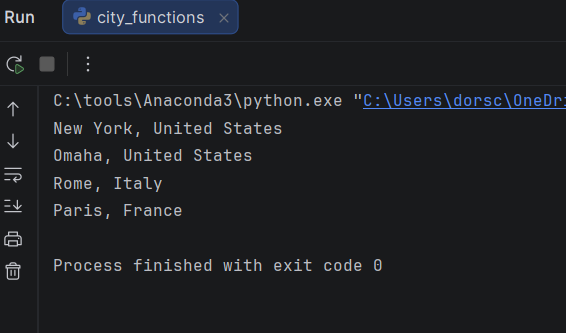 Run city_functions
C:\tools\Anaconda3\python.exe "C:\Users\dorsc\OneDri
New York, United States
Omaha, United States
Rome, Italy
Paris, France
Process finished with exit code 0